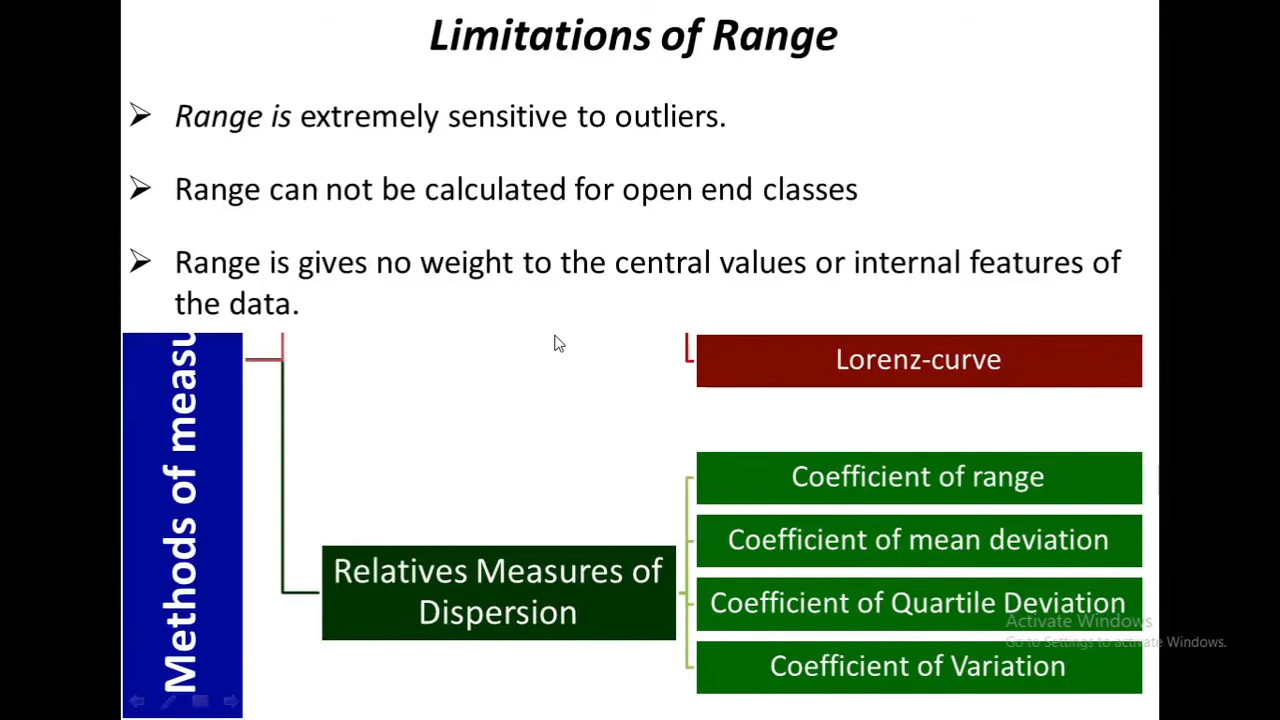 Limitations of Range
➢ Range is extremely sensitive to outliers.
➢ Range can not be calculated for open end classes
➢ Range is gives no weight to the central values or internal features of
the data.
Methods of
Lorenz-curve
Coefficient of range
Relatives Measures of
Dispersion
Coefficient of mean deviation
Coefficient of Quartile Deviation
Coefficient of Variation
Activate Windows
Go to Settings to activate Windows.